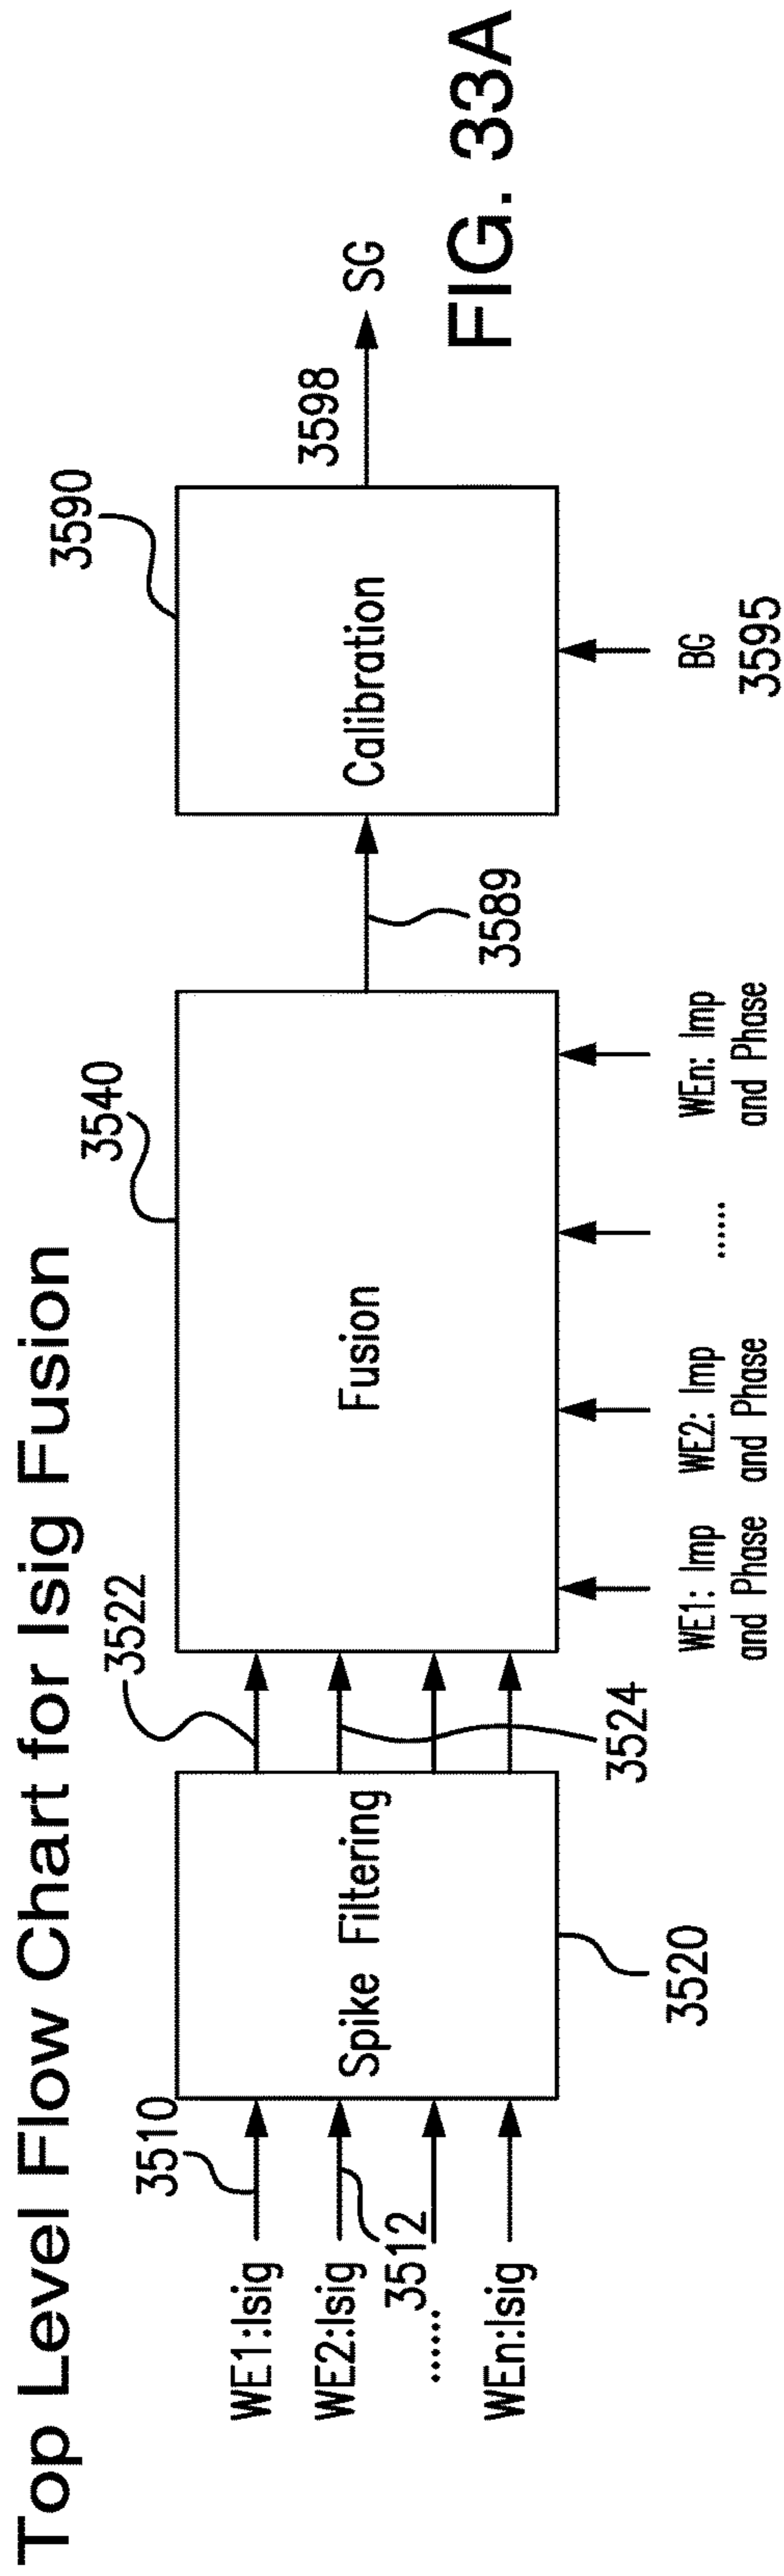 Top Level Flow Chart for Isig Fusion
WE1:Isig
3510
WE2:Isig
3512
......
WEn:Isig
Spike Filtering
3520
3522
3524
Fusion
3540
WE1: Imp
and Phase
WE2: Imp
and Phase
......
WEn: Imp
and Phase
3589
Calibration
3590
BG
3595
3598
SG
FIG. 33A